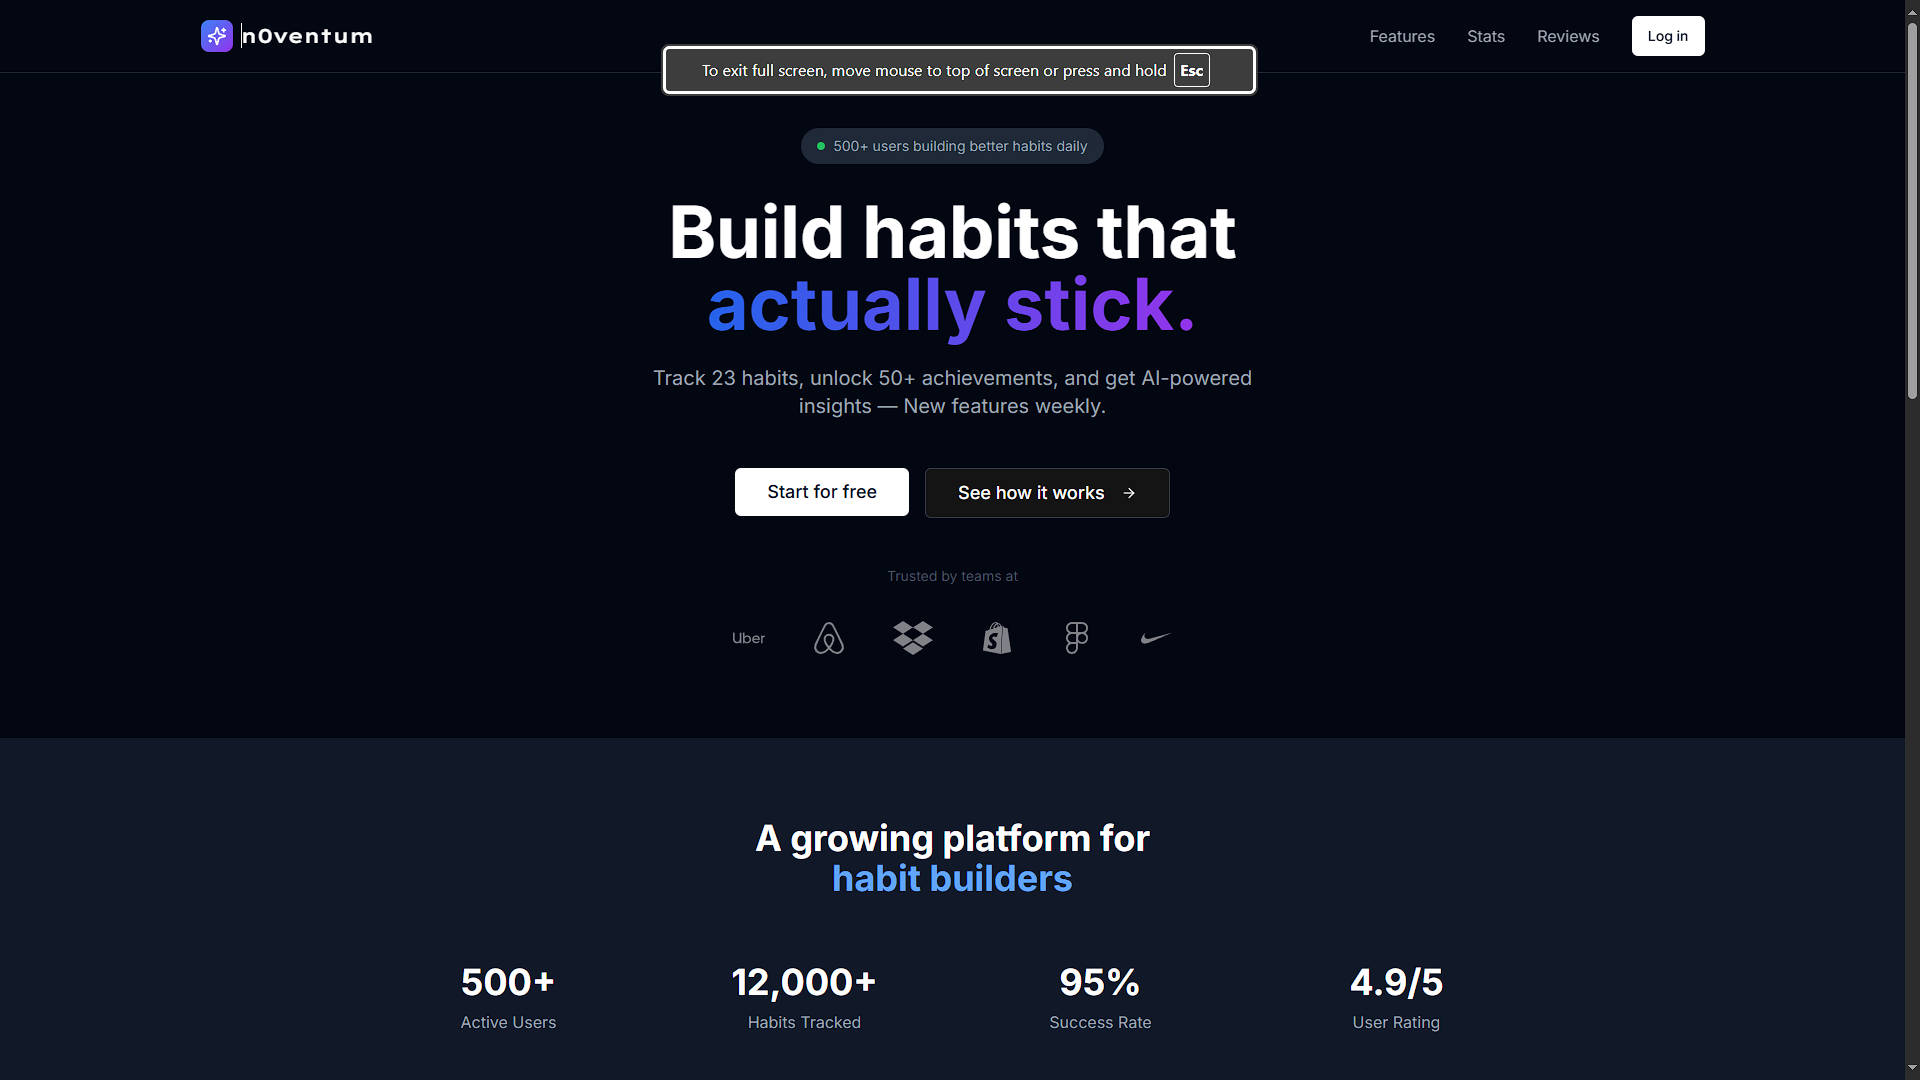 n0ventum
Features
Stats
Reviews
Log in
To exit full screen, move mouse to top of screen or press and hold Esc
500+ users building better habits daily
Build habits that
actually stick.
Track 23 habits, unlock 50+ achievements, and get AI-powered
insights — New features weekly.
Start for free
See how it works →
Trusted by teams at
Uber
A growing platform for
habit builders
500+
Active Users
12,000+
Habits Tracked
95%
Success Rate
4.9/5
User Rating